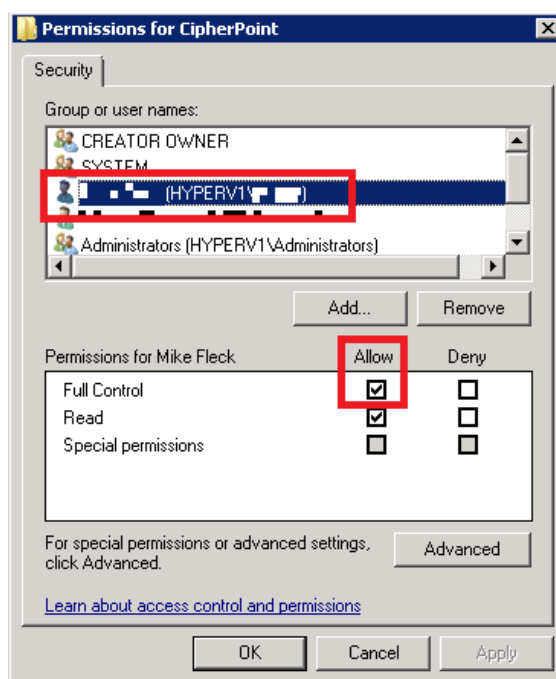 Permissions for CipherPoint
Security
Group or user names:
CREATOR OWNER
SYSTEM
(HYPERV1\
Administrators (HYPERV1\Administrators)
Add...
Remove
Permissions for Mike Fleck Allow Deny
Full Control
Read
Special permissions
For special permissions or advanced settings,
click Advanced.
Advanced
Learn about access control and permissions
OK Cancel Apply